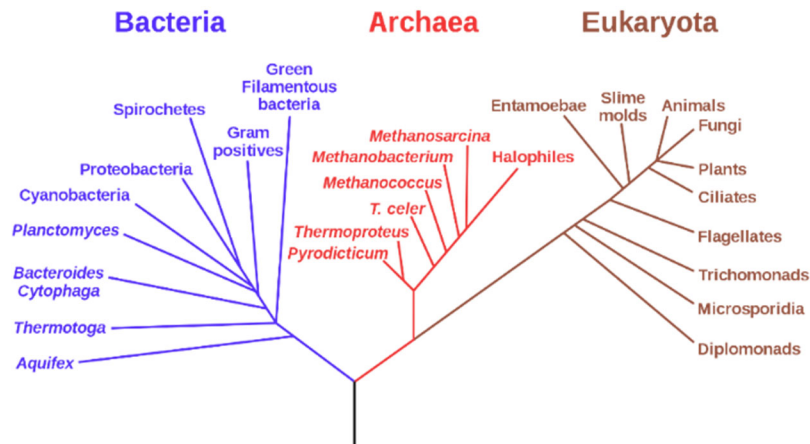 Bacteria
Archaea
Eukaryota
Green
Filamentous
bacteria
Spirochetes
Gram
positives
Proteobacteria
Cyanobacteria
Planctomyces
Bacteroides
Cytophaga
Thermotoga
Aquifex
Methanosarcina
Methanobacterium
Halophiles
Methanococcus
T. celer
Thermoproteus
Pyrodicticum
Entamoebae
Slime
molds
Animals
Fungi
Plants
Ciliates
Flagellates
Trichomonads
Microsporidia
Diplomonads